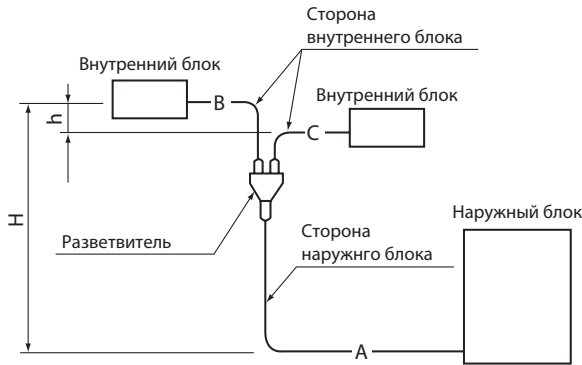 Сторона
внутреннего блока
Внутренний блок
B
Внутренний блок
h
C
H
Разветвитель
Сторона
наружнго блока
Наружный блок
A